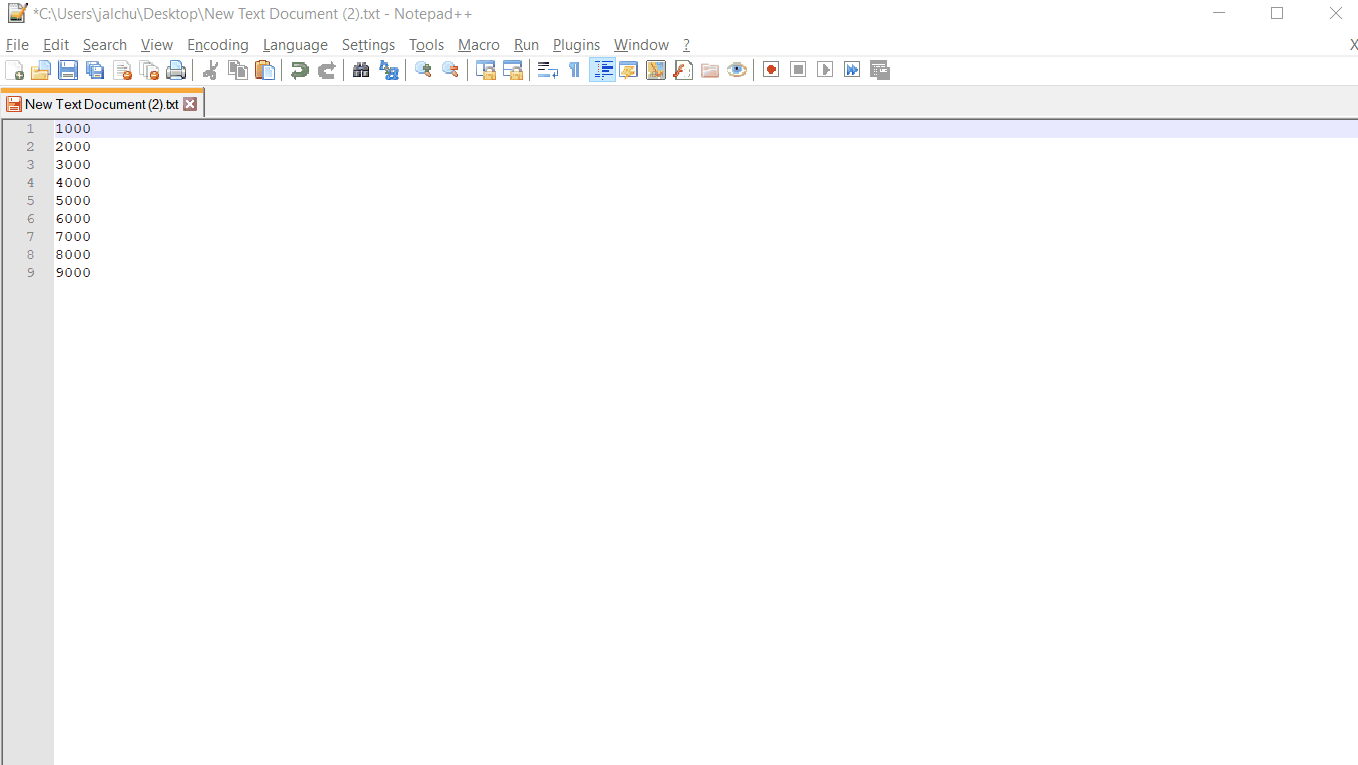 *C:\Users\jalchu\Desktop\New Text Document (2).txt - Notepad++
File Edit Search View Encoding Language Settings Tools Macro Run Plugins Window ?
X
New Text Document (2).txt
1 1000
2 2000
3 3000
4 4000
5 5000
6 6000
7 7000
8 8000
9 9000